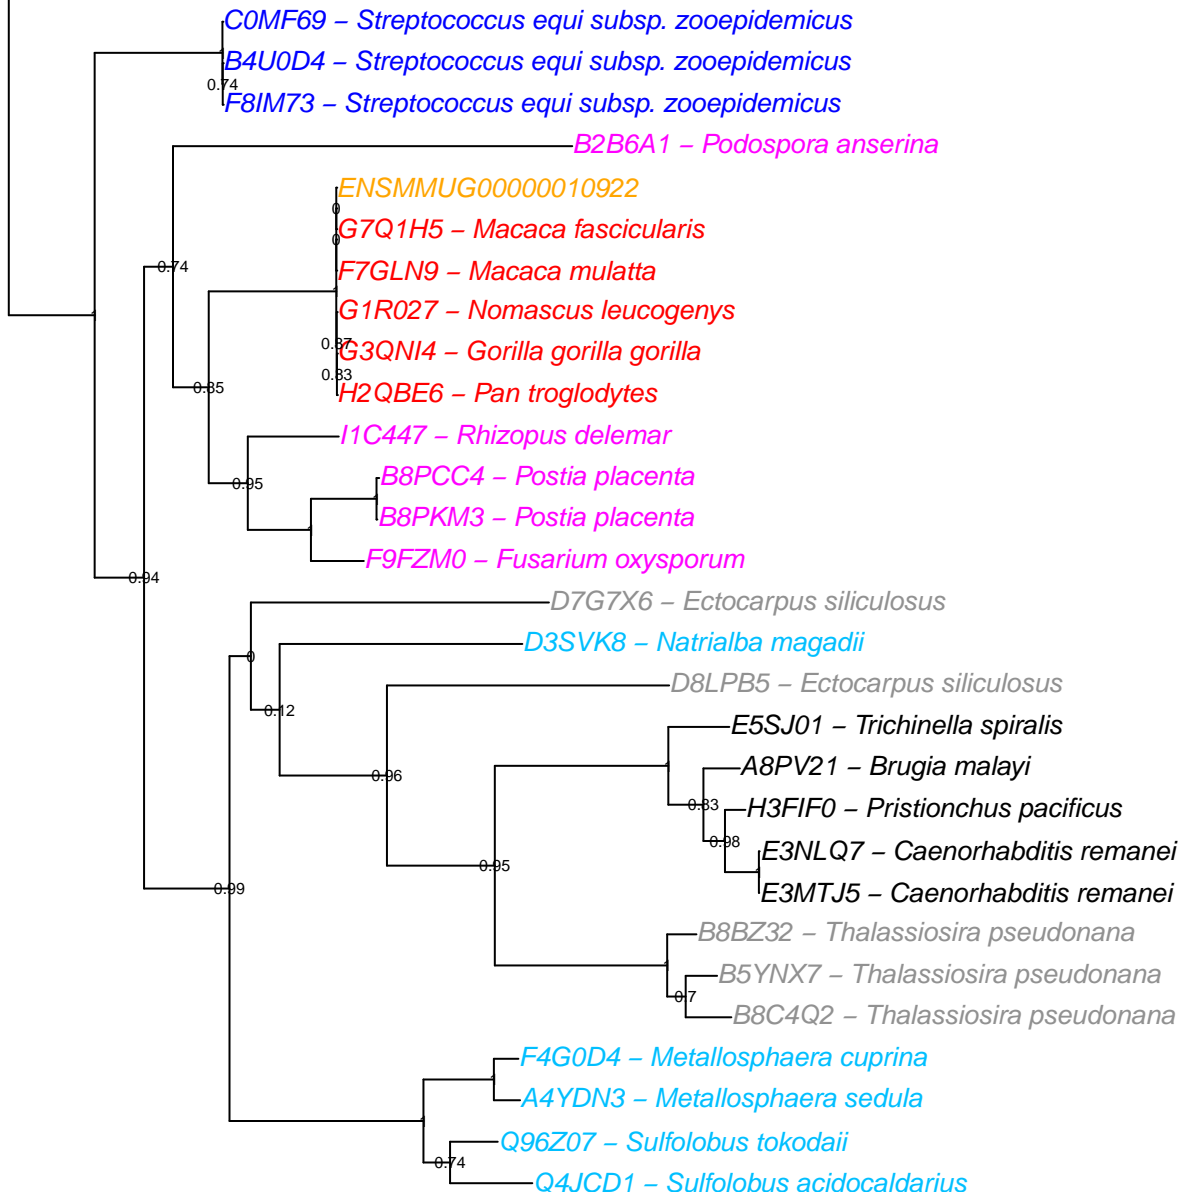 C0MF69 – Streptococcus equi subsp. zooepidemicus
B4U0D4 – Streptococcus equi subsp. zooepidemicus
0.74
F8IM73 – Streptococcus equi subsp. zooepidemicus
B2B6A1 – Podospora anserina
ENSMMUG00000010922
0
G7Q1H5 – Macaca fascicularis
0
0.74
F7GLN9 – Macaca mulatta
G1R027 – Nomascus leucogenys
0.87
G3QNI4 – Gorilla gorilla gorilla
0.83
0.85
H2QBE6 – Pan troglodytes
I1C447 – Rhizopus delemar
B8PCC4 – Postia placenta
0.95
B8PKM3 – Postia placenta
F9FZM0 – Fusarium oxysporum
0.94
D7G7X6 – Ectocarpus siliculosus
D3SVK8 – Natrialba magadii
0
D8LPB5 – Ectocarpus siliculosus
0.12
E5SJ01 – Trichinella spiralis
A8PV21 – Brugia malayi
0.96
0.83
H3FIF0 – Pristionchus pacificus
0.98
E3NLQ7 – Caenorhabditis remanei
0.95
0.99
E3MTJ5 – Caenorhabditis remanei
B8BZ32 – Thalassiosira pseudonana
B5YNX7 – Thalassiosira pseudonana
0.7
B8C4Q2 – Thalassiosira pseudonana
F4G0D4 – Metallosphaera cuprina
A4YDN3 – Metallosphaera sedula
Q96Z07 – Sulfolobus tokodaii
0.74
Q4JCD1 – Sulfolobus acidocaldarius